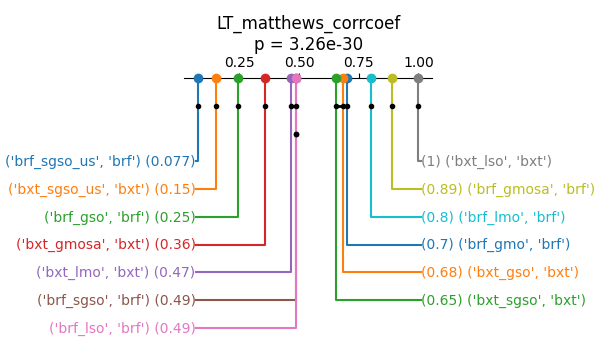 LT_matthews_corrcoef
p = 3.26e-30
0.25 0.50 0.75 1.00
('brf_sgso_us', 'brf') (0.077)
(1) ('bxt_lso', 'bxt')
('bxt_sgso_us', 'bxt') (0.15)
(0.89) ('brf_gmosa', 'brf')
('brf_gso', 'brf') (0.25)
(0.8) ('brf_lmo', 'brf')
('bxt_gmosa', 'bxt') (0.36)
(0.7) ('brf_gmo', 'brf')
('bxt_lmo', 'bxt') (0.47)
(0.68) ('bxt_gso', 'bxt')
('brf_sgso', 'brf') (0.49)
(0.65) ('bxt_sgso', 'bxt')
('brf_lso', 'brf') (0.49)